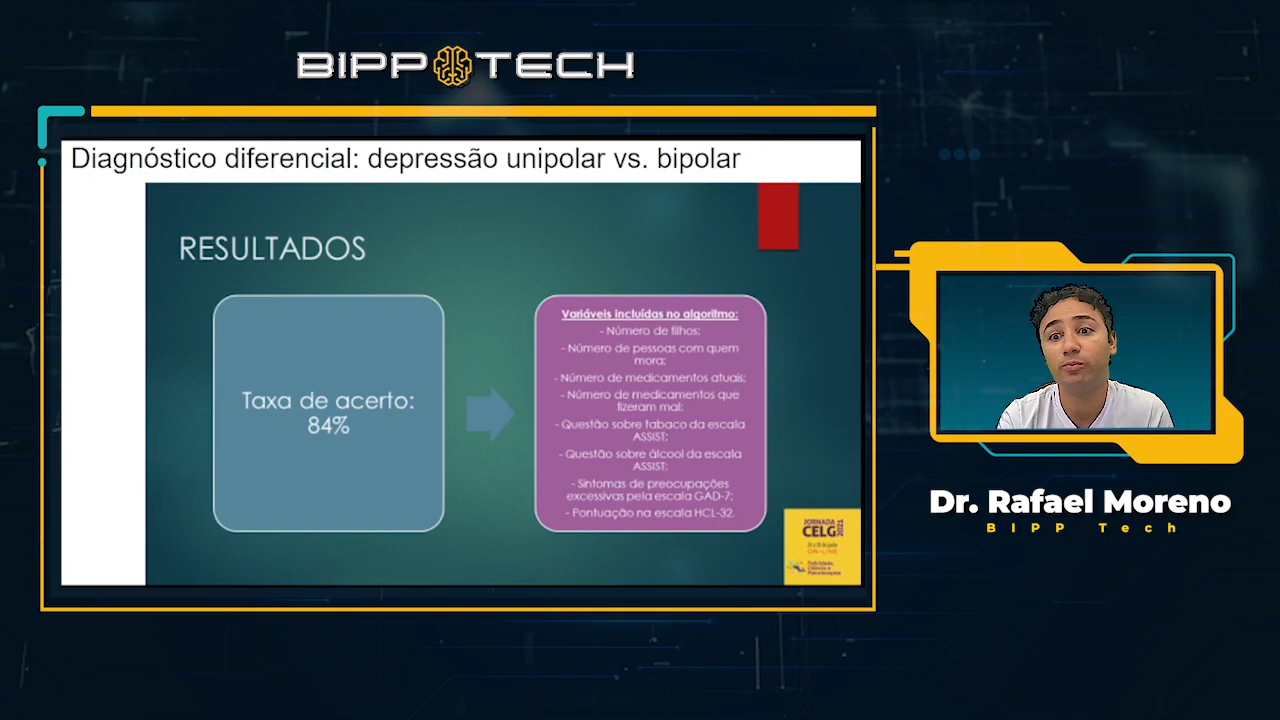 BIPP TECH
Diagnóstico diferencial: depressão unipolar vs. bipolar
RESULTADOS
Taxa de acerto:
84%
Variáveis incluídas no algoritmo:
- Número de filhos;
- Número de pessoas com quem
mora;
- Número de medicamentos atuais;
- Número de medicamentos que
fizeram mal;
- Questão sobre tabaco da escala
ASSIST;
- Questão sobre álcool da escala
ASSIST;
- Sintomas de preocupações
excessivas pela escala GAD-7;
- Pontuação na escala HCL-32.
JORNADA
CELG 2021
ON-LINE
Dr. Rafael Moreno
BIPP Tech